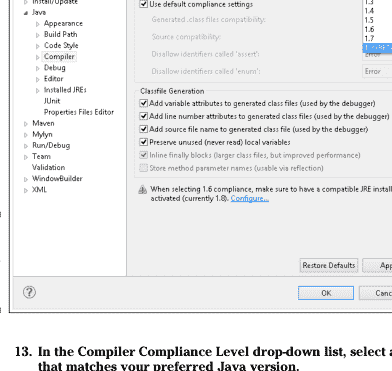 Install/Update
Java
Appearance
Build Path
Code Style
Compiler
Debug
Editor
Installed JREs
JUnit
Properties Files Editor
Maven
Mylyn
Run/Debug
Team
Validation
WindowBuilder
XML
Use default compliance settings
Generated .class files compatibility:
Source compatibility:
Disallow identifiers called 'assert':
Disallow identifiers called 'enum':
1.3
1.4
1.5
1.6
1.7
Error
Error
Classfile Generation
Add variable attributes to generated class files (used by the debugger)
Add line number attributes to generated class files (used by the debugger)
Add source file name to generated class file (used by the debugger)
Preserve unused (never read) local variables
Inline finally blocks (larger class files, but improved performance)
Store method parameter names (usable via reflection)
When selecting 1.6 compliance, make sure to have a compatible JRE install
activated (currently 1.8). Configure...
Restore Defaults
App
OK
Canc
13. In the Compiler Compliance Level drop-down list, select a
that matches your preferred Java version.